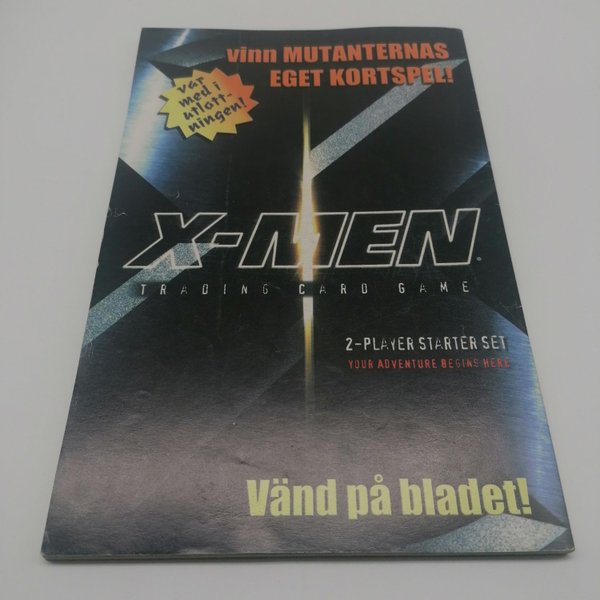 vinn MUTANTERNAS
EGET KORTSPEL!
var
med i
utlott-
ningen!
X-MEN
TRADING CARD GAME
2-PLAYER STARTER SET
YOUR ADVENTURE BEGINS HERE
Vänd på bladet!